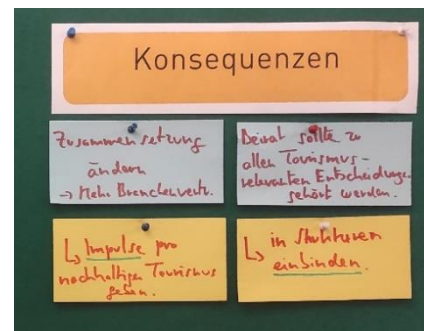 Konsequenzen
Zusammensetzung
ändern
→ Mehr Branchenvertr.
Beirat sollte zu
allen Tourismus-
relevanten Entscheidungen
gehört werden.
↳ Impulse pro
nachhaltigen Tourismus
geben.
↳ in Strukturen
einbinden.